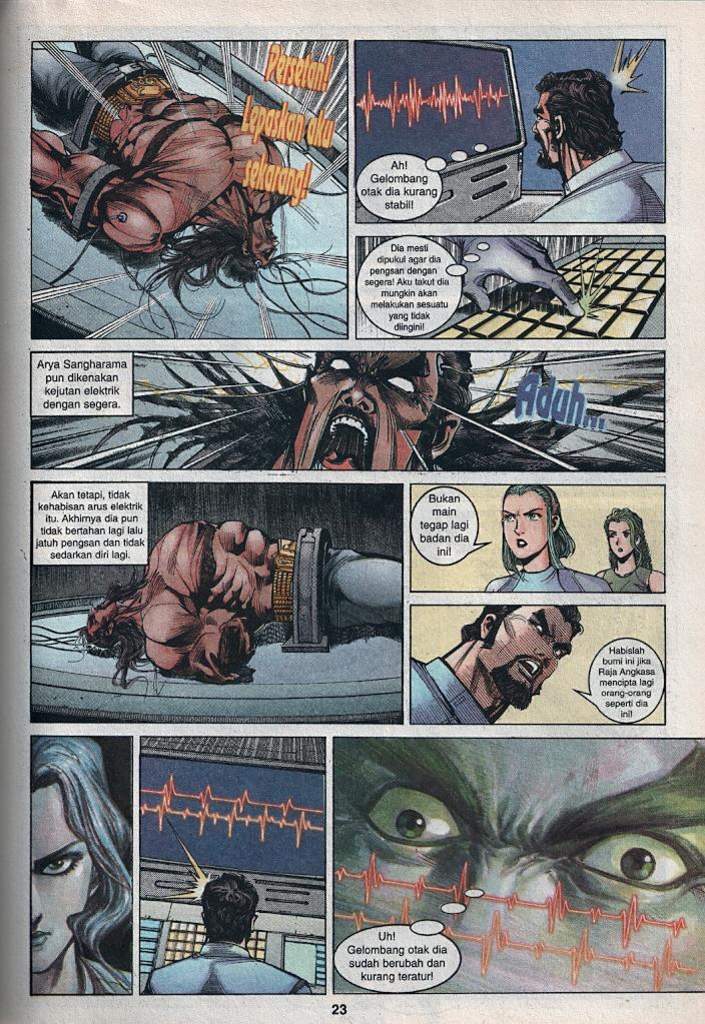 Persetan!
Lepaskan aku
sekarang!
Ah!
Gelombang
otak dia kurang
stabil!
Dia mesti
dipukul agar dia
pengsan dengan
segera! Aku takut dia
mungkin akan
melakukan sesuatu
yang tidak
diingini!
Arya Sangharama
pun dikenakan
kejutan elektrik
dengan segera.
Aduh...
Akan tetapi, tidak
kehabisan arus elektrik
itu. Akhirnya dia pun
tidak bertahan lagi lalu
jatuh pengsan dan tidak
sedarkan diri lagi.
Bukan
main
tegap lagi
badan dia
ini!
Habislah
bumi ini jika
Raja Angkasa
mencipta lagi
orang-orang
seperti dia
ini!
Uh!
Gelombang otak dia
sudah berubah dan
kurang teratur!
23